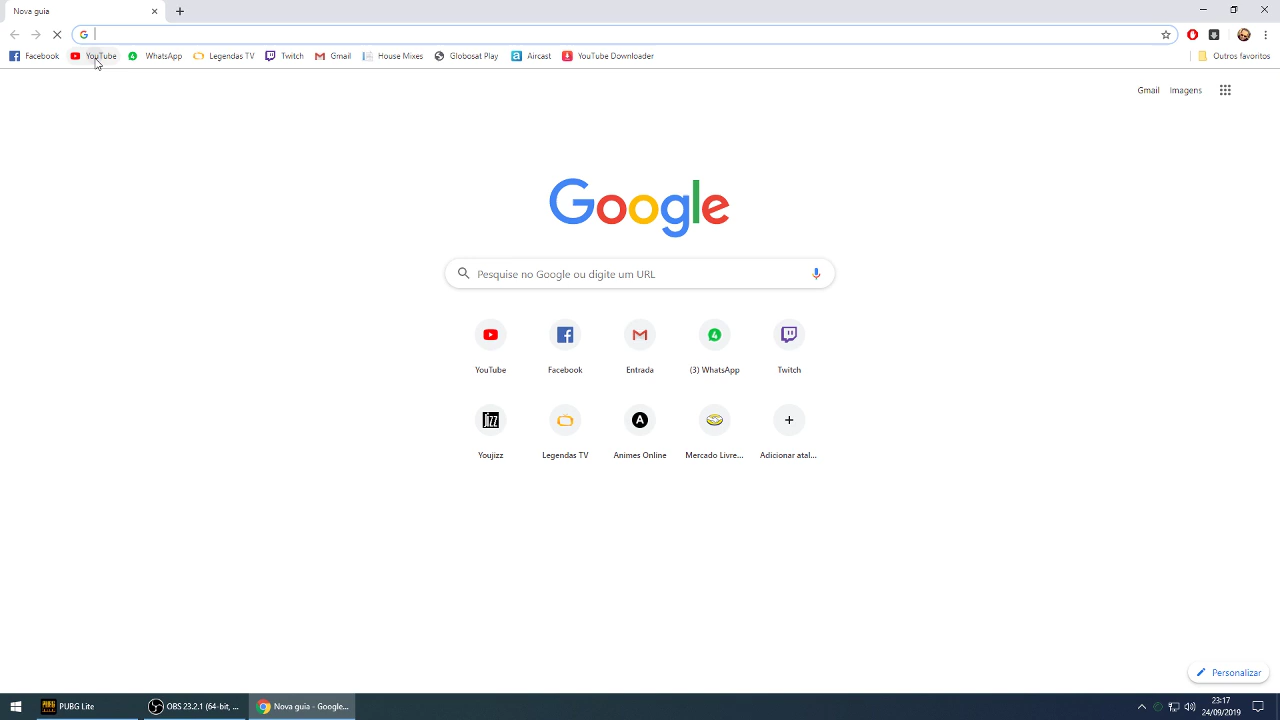 Nova guia
Facebook YouTube WhatsApp Legendas TV Twitch Gmail House Mixes Globosat Play Aircast YouTube Downloader Outros favoritos
Gmail Imagens
Google
Pesquise no Google ou digite um URL
YouTube Facebook Entrada (3) WhatsApp Twitch
Jizz
Youjizz Legendas TV Animes Online Mercado Livre... Adicionar atal...
Personalizar
PUBG Lite OBS 23.2.1 (64-bit, ... Nova guia - Google...
23:17
24/09/2019